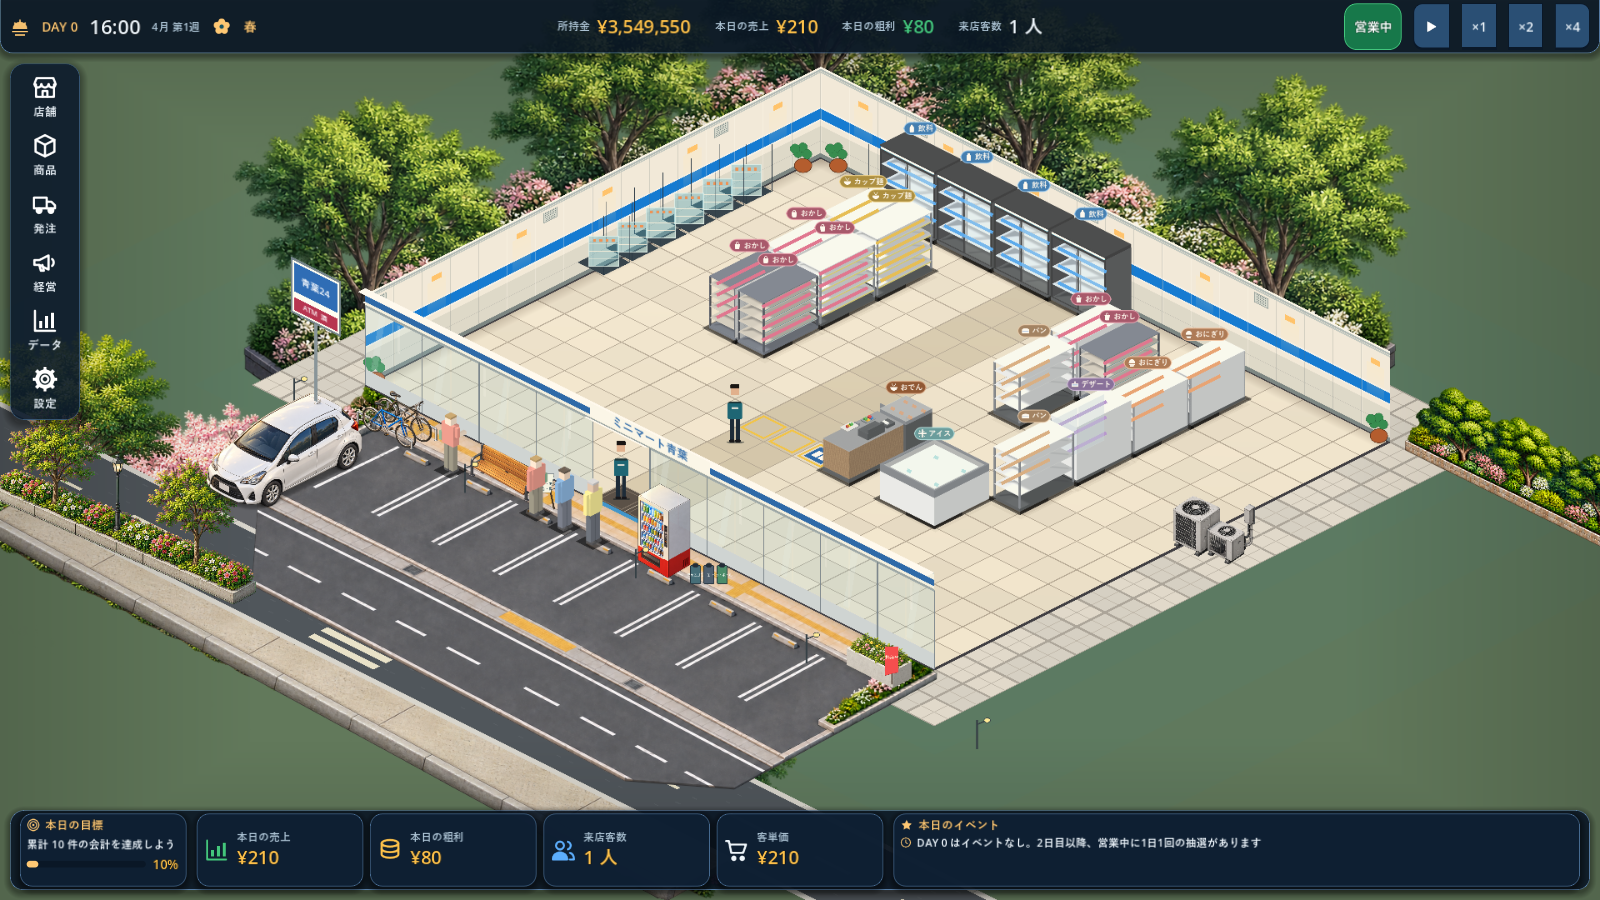 DAY 0 16:00 4月 第1週 春
所持金 ¥3,549,550 本日の売上 ¥210 本日の粗利 ¥80 来店客数 1 人
営業中 ×1 ×2 ×4
店舗
商品
発注
経営
データ
設定
飲料
飲料
飲料
飲料
カップ麺
カップ麺
おかし
おかし
おかし
おかし
おかし
おかし
パン
おにぎり
おにぎり
デザート
パン
おでん
アイス
青葉24
ATM 酒
ミニマート青葉
本日の目標
累計 10 件の会計を達成しよう
10%
本日の売上
¥210
本日の粗利
¥80
来店客数
1 人
客単価
¥210
本日のイベント
DAY 0 はイベントなし。2日目以降、営業中に1日1回の抽選があります